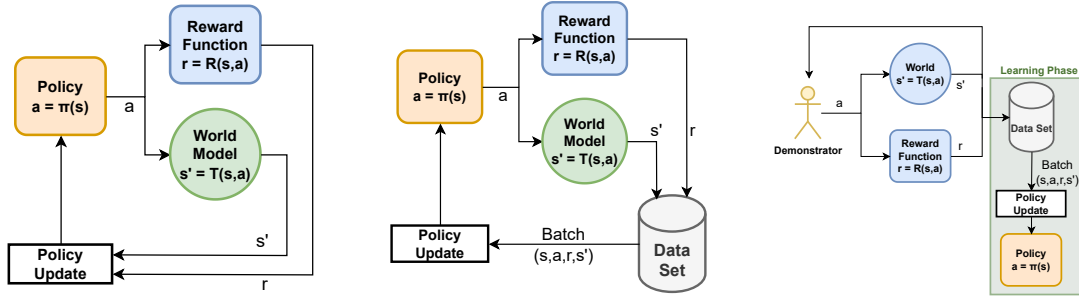 Reward
Function
r = R(s,a)
Policy
a = π(s)
a
World
Model
s' = T(s,a)
s'
Policy
Update
r
Reward
Function
r = R(s,a)
Policy
a = π(s)
a
World
Model
s' = T(s,a)
s'
r
Policy
Update
Batch
(s,a,r,s')
Data
Set
Learning Phase
World
s' = T(s,a)
s'
a
Demonstrator
Reward
Function
r = R(s,a)
r
Data Set
Batch
(s,a,r,s')
Policy
Update
Policy
a = π(s)